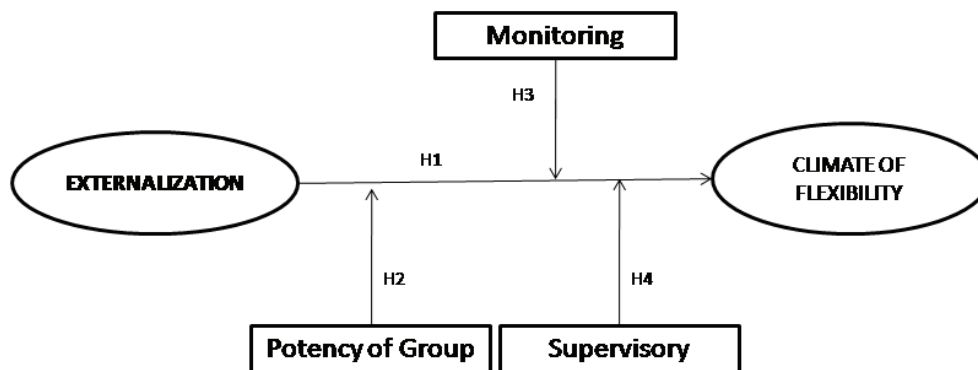 Monitoring
H3
H1
EXTERNALIZATION
CLIMATE OF
FLEXIBILITY
H2
H4
Potency of Group
Supervisory